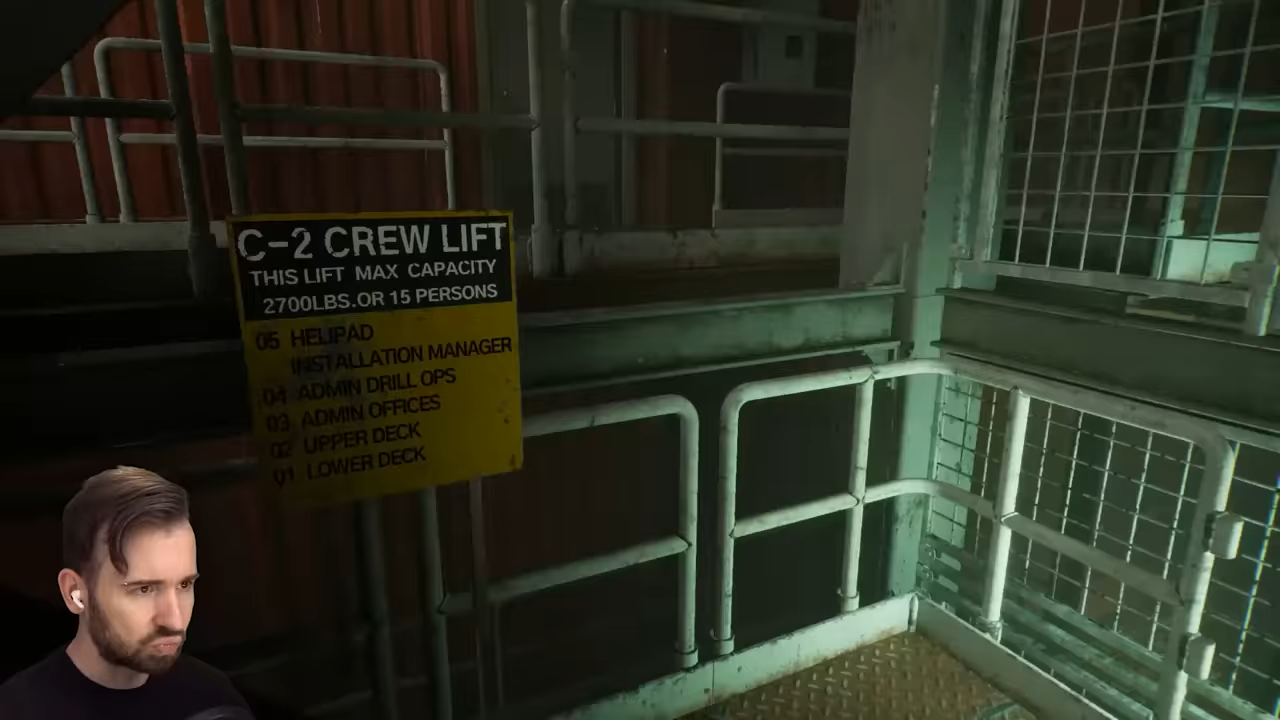 C-2 CREW LIFT
THIS LIFT MAX CAPACITY
2700LBS.OR 15 PERSONS
05 HELIPAD
INSTALLATION MANAGER
04 ADMIN DRILL OPS
03 ADMIN OFFICES
02 UPPER DECK
01 LOWER DECK